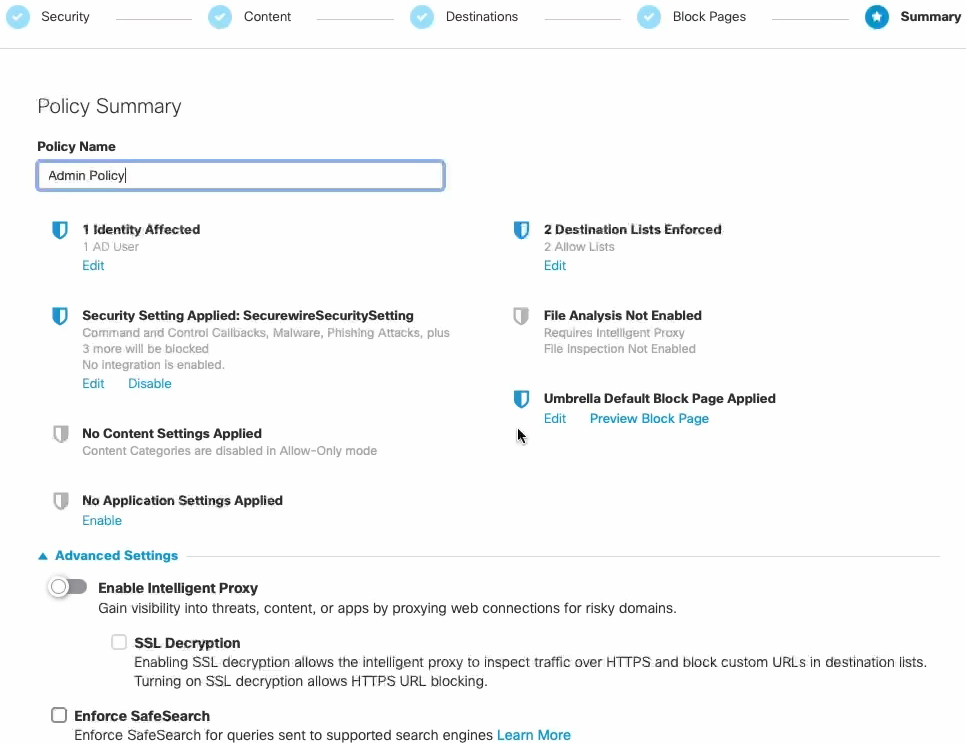 Security
Content
Destinations
Block Pages
Summary
Policy Summary
Policy Name
Admin Policy
1 Identity Affected
1 AD User
Edit
2 Destination Lists Enforced
2 Allow Lists
Edit
Security Setting Applied: SecurewireSecuritySetting
Command and Control Callbacks, Malware, Phishing Attacks, plus
3 more will be blocked
No integration is enabled.
Edit Disable
File Analysis Not Enabled
Requires Intelligent Proxy
File Inspection Not Enabled
Umbrella Default Block Page Applied
Edit Preview Block Page
No Content Settings Applied
Content Categories are disabled in Allow-Only mode
No Application Settings Applied
Enable
Advanced Settings
Enable Intelligent Proxy
Gain visibility into threats, content, or apps by proxying web connections for risky domains.
SSL Decryption
Enabling SSL decryption allows the intelligent proxy to inspect traffic over HTTPS and block custom URLs in destination lists.
Turning on SSL decryption allows HTTPS URL blocking.
Enforce SafeSearch
Enforce SafeSearch for queries sent to supported search engines Learn More